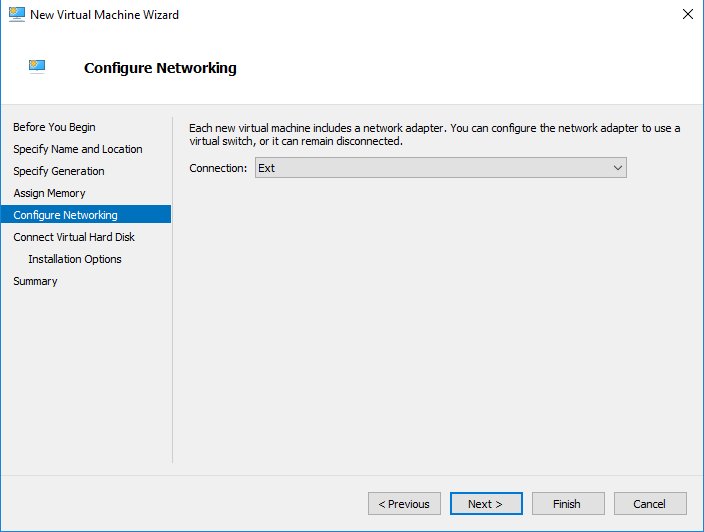 New Virtual Machine Wizard
Configure Networking
Before You Begin
Specify Name and Location
Specify Generation
Assign Memory
Configure Networking
Connect Virtual Hard Disk
Installation Options
Summary
Each new virtual machine includes a network adapter. You can configure the network adapter to use a
virtual switch, or it can remain disconnected.
Connection: Ext
< Previous Next > Finish Cancel